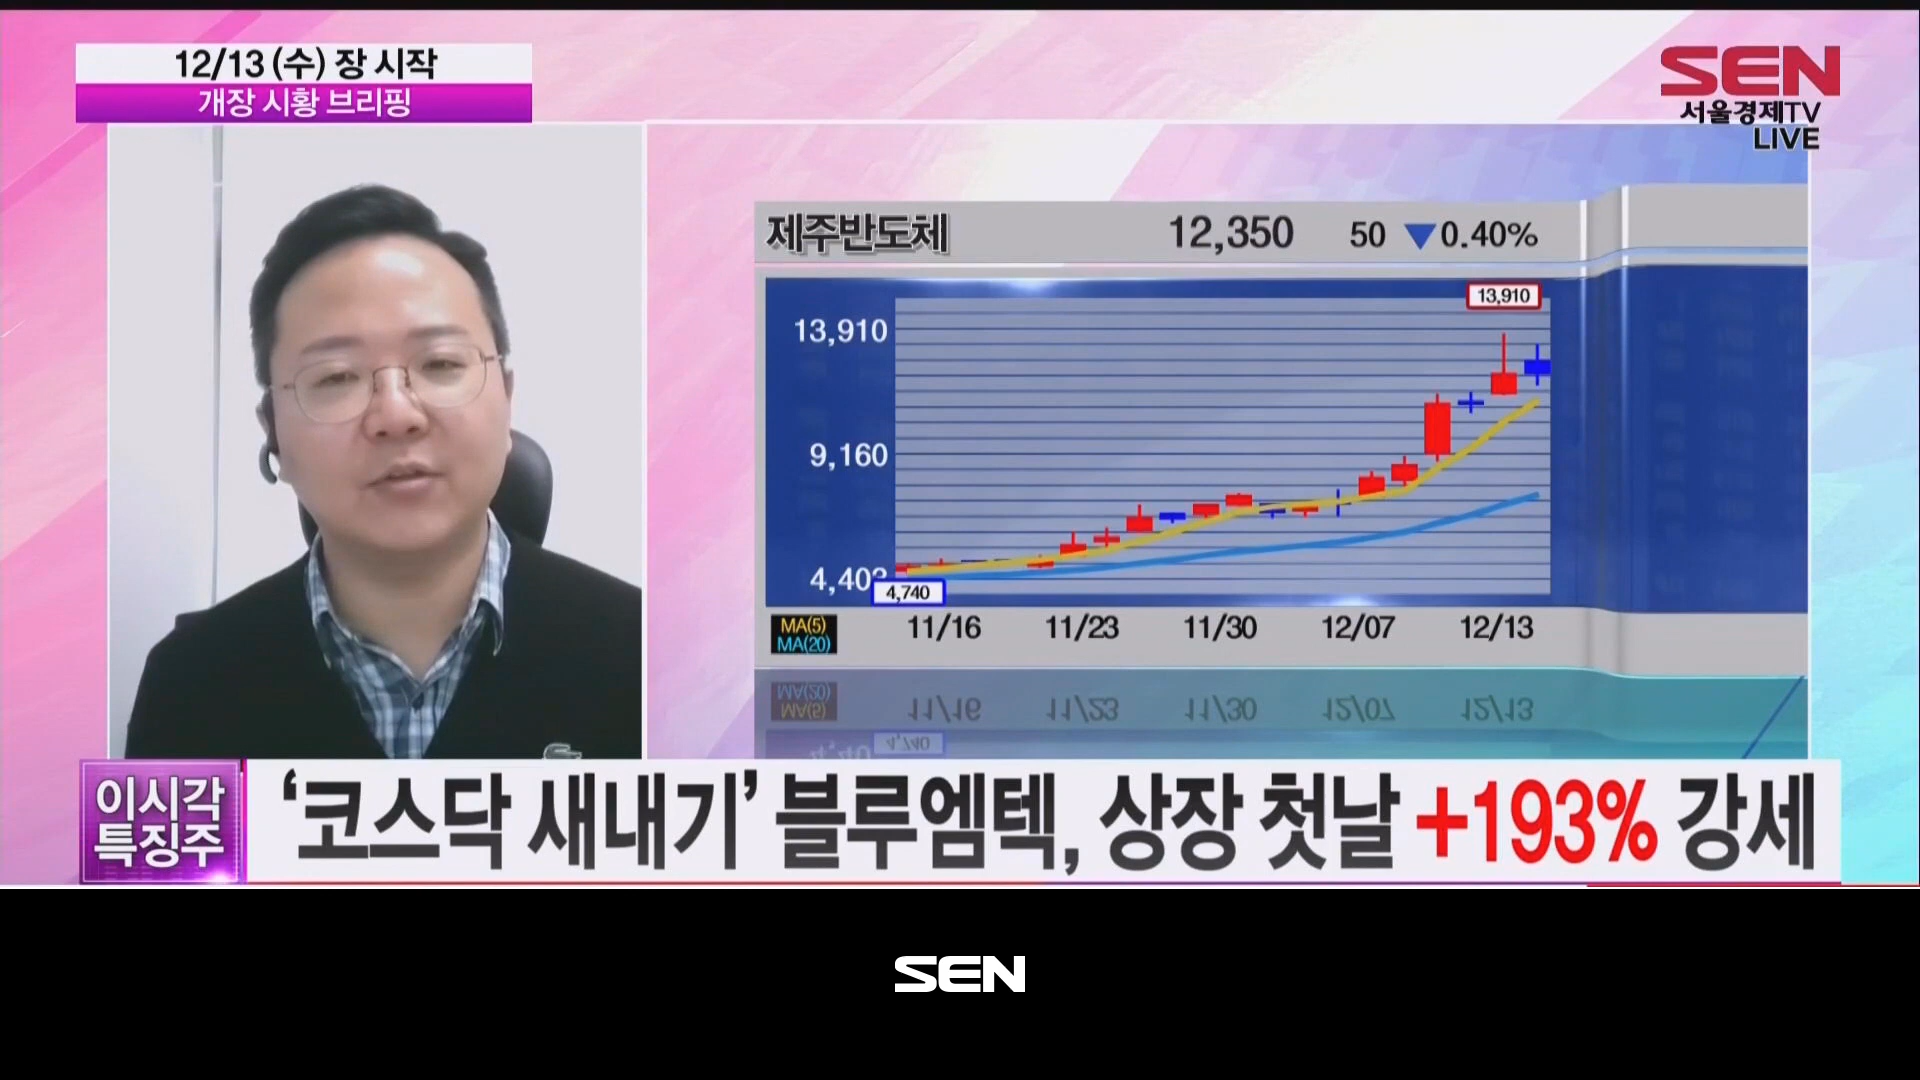 12/13 (수) 장 시작
개장 시황 브리핑
SEN
서울경제TV
LIVE
제주반도체 12,350 50 ▼0.40%
13,910
13,910
9,160
4,40
4,740
MA(5)
MA(20)
11/16 11/23 11/30 12/07 12/13
이시각
특징주
‘코스닥 새내기’ 블루엠텍, 상장 첫날 +193% 강세
SEN